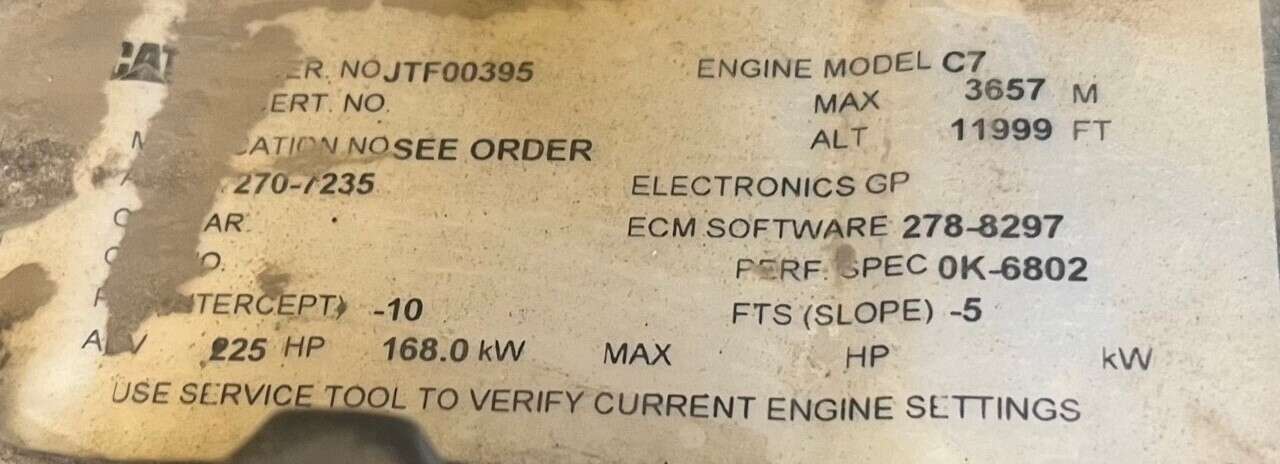 CAT ER. NO JTF00395 ENGINE MODEL C7
ERT. NO. MAX 3657 M
CATION NO SEE ORDER ALT 11999 FT
270-7235 ELECTRONICS GP
AR. ECM SOFTWARE 278-8297
O. PERF. SPEC 0K-6802
TERCEPT) -10 FTS (SLOPE) -5
225 HP 168.0 kW MAX HP kW
USE SERVICE TOOL TO VERIFY CURRENT ENGINE SETTINGS